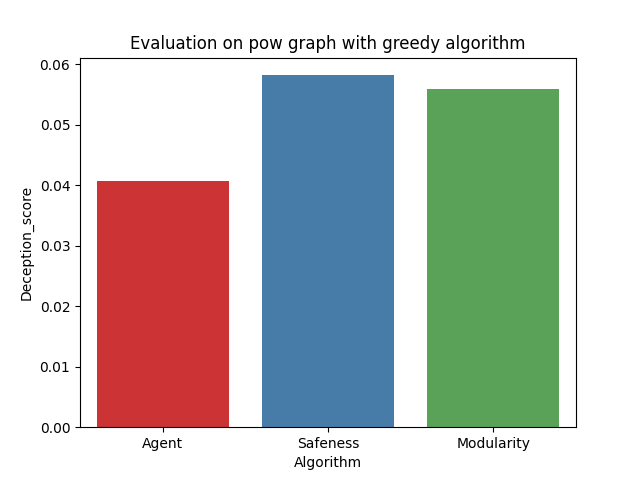 Evaluation on pow graph with greedy algorithm
0.06
0.05
0.04
0.03
0.02
0.01
0.00
Deception_score
Agent Safeness Modularity
Algorithm